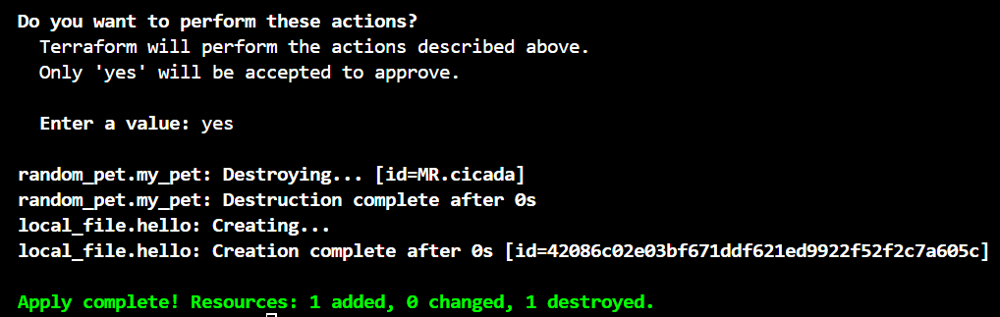 Do you want to perform these actions?
Terraform will perform the actions described above.
Only 'yes' will be accepted to approve.
Enter a value: yes
random_pet.my_pet: Destroying... [id=MR.cicada]
random_pet.my_pet: Destruction complete after 0s
local_file.hello: Creating...
local_file.hello: Creation complete after 0s [id=42086c02e03bf671ddf621ed9922f52f2c7a605c]
Apply complete! Resources: 1 added, 0 changed, 1 destroyed.